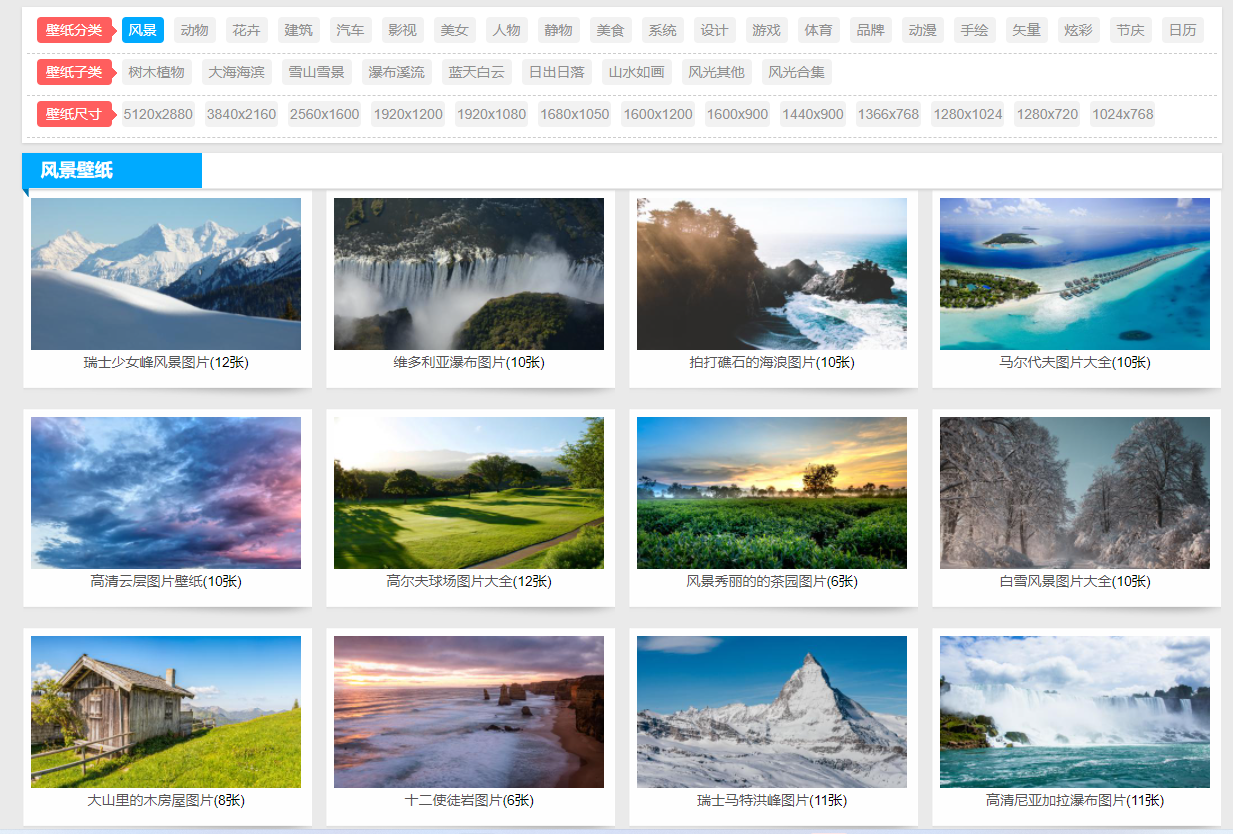 壁纸分类 风景 动物 花卉 建筑 汽车 影视 美女 人物 静物 美食 系统 设计 游戏 体育 品牌 动漫 手绘 矢量 炫彩 节庆 日历
壁纸子类 树木植物 大海海滨 雪山雪景 瀑布溪流 蓝天白云 日出日落 山水如画 风光其他 风光合集
壁纸尺寸 5120x2880 3840x2160 2560x1600 1920x1200 1920x1080 1680x1050 1600x1200 1600x900 1440x900 1366x768 1280x1024 1280x720 1024x768
风景壁纸
瑞士少女峰风景图片(12张) 维多利亚瀑布图片(10张) 拍打礁石的海浪图片(10张) 马尔代夫图片大全(10张)
高清云层图片壁纸(10张) 高尔夫球场图片大全(12张) 风景秀丽的的茶园图片(6张) 白雪风景图片大全(10张)
大山里的木房屋图片(8张) 十二使徒岩图片(6张) 瑞士马特洪峰图片(11张) 高清尼亚加拉瀑布图片(11张)